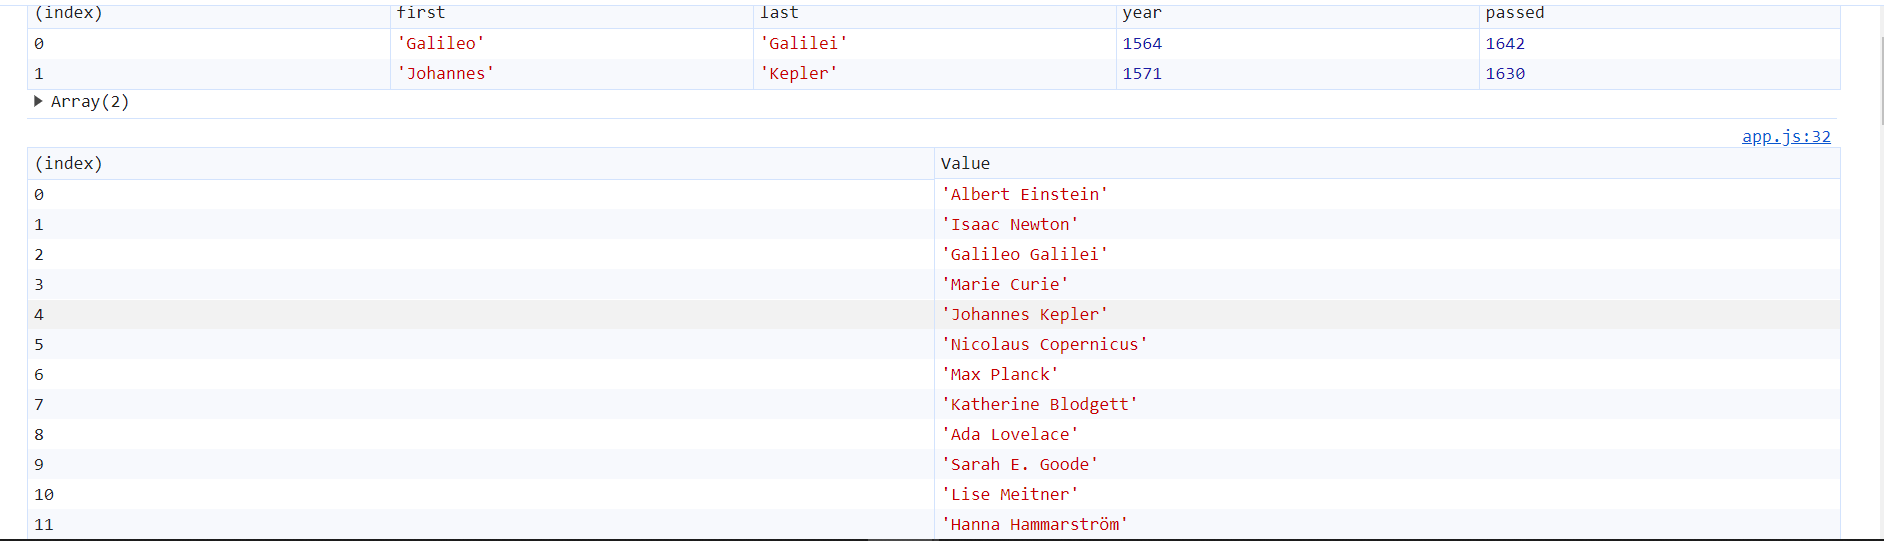 (index) first last year passed
0 'Galileo' 'Galilei' 1564 1642
1 'Johannes' 'Kepler' 1571 1630
▶ Array(2)
app.js:32
(index) Value
0 'Albert Einstein'
1 'Isaac Newton'
2 'Galileo Galilei'
3 'Marie Curie'
4 'Johannes Kepler'
5 'Nicolaus Copernicus'
6 'Max Planck'
7 'Katherine Blodgett'
8 'Ada Lovelace'
9 'Sarah E. Goode'
10 'Lise Meitner'
11 'Hanna Hammarström'